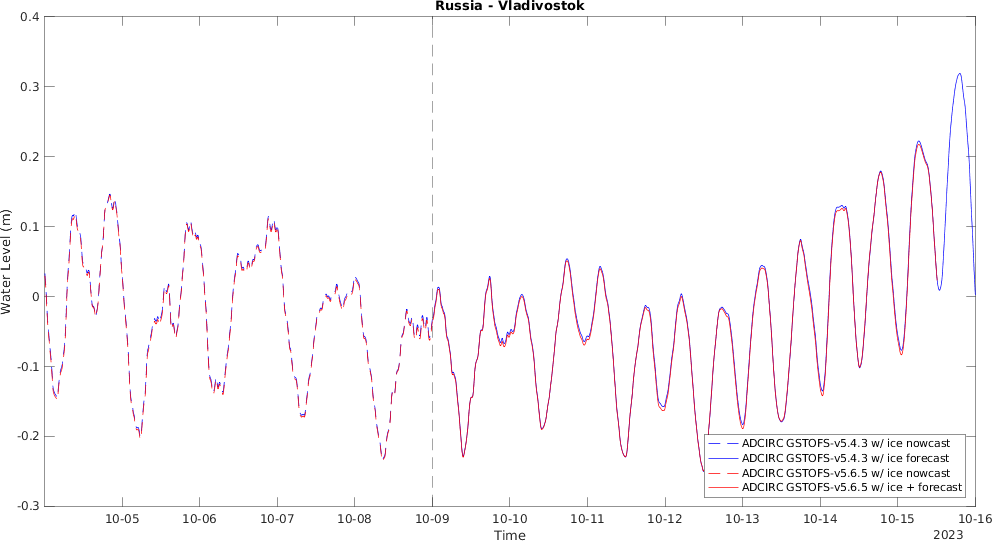 Russia - Vladivostok
Water Level (m)
0.4
0.3
0.2
0.1
0
-0.1
-0.2
-0.3
ADCIRC GSTOFS-v5.4.3 w/ ice nowcast
ADCIRC GSTOFS-v5.4.3 w/ ice forecast
ADCIRC GSTOFS-v5.6.5 w/ ice nowcast
ADCIRC GSTOFS-v5.6.5 w/ ice + forecast
10-05 10-06 10-07 10-08 10-09 10-10 10-11 10-12 10-13 10-14 10-15 10-16
Time
2023